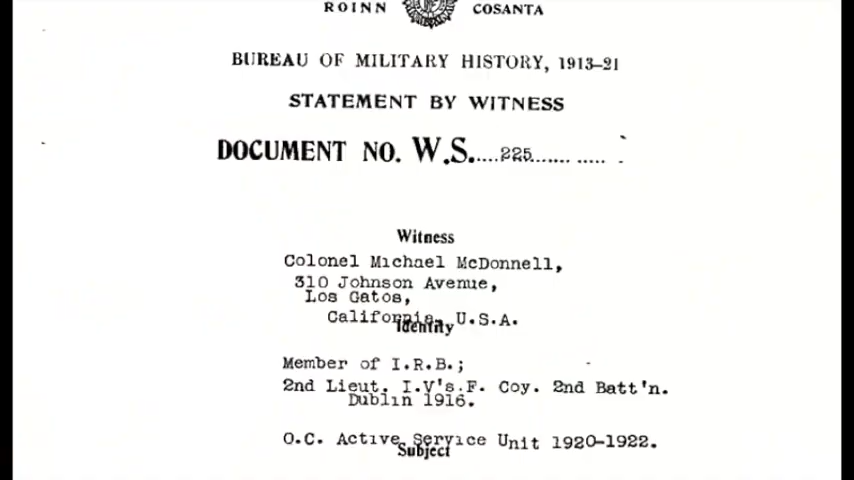 ROINN COSANTA
BUREAU OF MILITARY HISTORY, 1913-21
STATEMENT BY WITNESS
DOCUMENT NO. W.S.....225....... ..... .
Witness
Colonel Michael McDonnell,
310 Johnson Avenue,
Los Gatos,
California, U.S.A.
Identity
Member of I.R.B.;
2nd Lieut. I.V's.F. Coy. 2nd Batt'n.
Dublin 1916.
O.C. Active Service Unit 1920-1922.
Subject